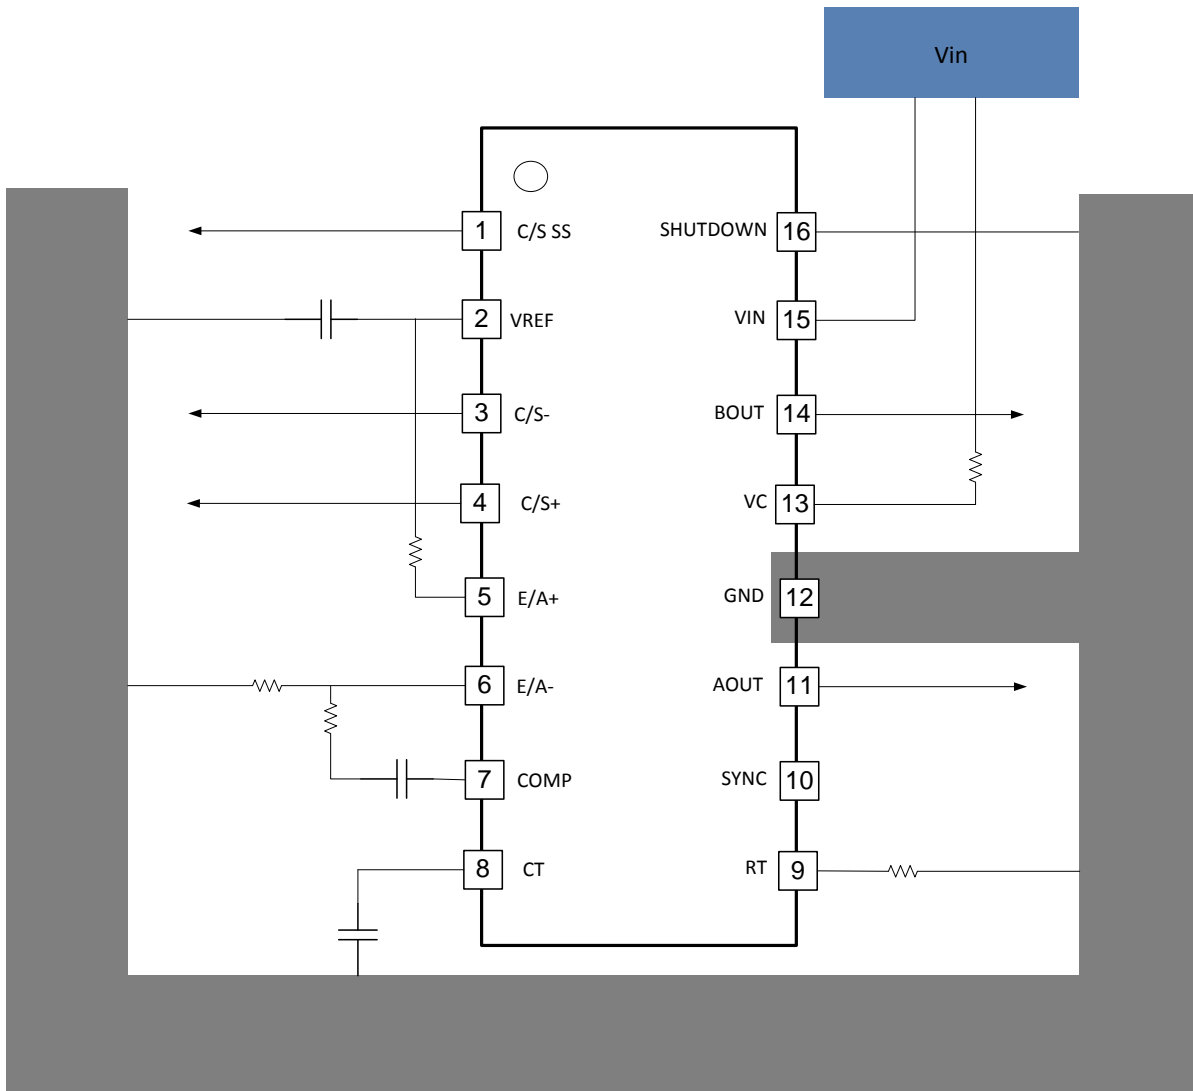 Vin
1 C/S SS
SHUTDOWN 16
2 VREF
VIN 15
3 C/S-
BOUT 14
4 C/S+
VC 13
5 E/A+
GND 12
6 E/A-
AOUT 11
7 COMP
SYNC 10
8 CT
RT 9